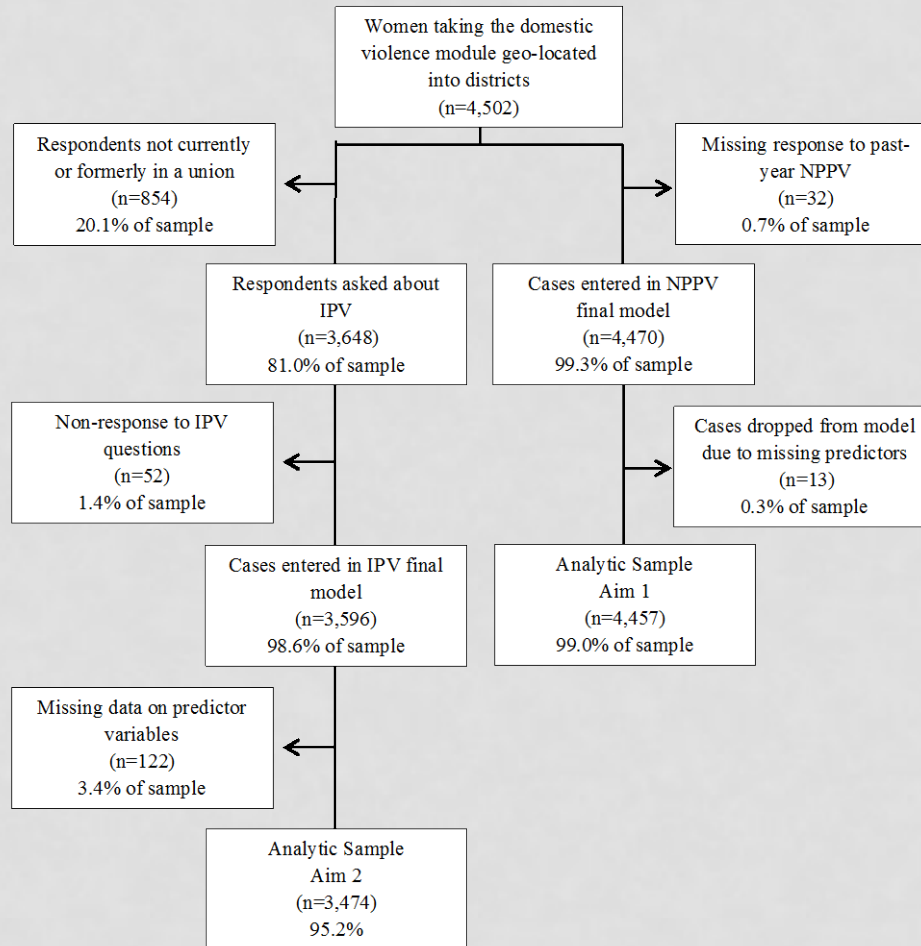 Women taking the domestic
violence module geo-located
into districts
(n=4,502)
Respondents not currently
or formerly in a union
(n=854)
20.1% of sample
Missing response to past-
year NPPV
(n=32)
0.7% of sample
Respondents asked about
IPV
(n=3,648)
81.0% of sample
Cases entered in NPPV
final model
(n=4,470)
99.3% of sample
Non-response to IPV
questions
(n=52)
1.4% of sample
Cases dropped from model
due to missing predictors
(n=13)
0.3% of sample
Cases entered in IPV final
model
(n=3,596)
98.6% of sample
Analytic Sample
Aim 1
(n=4,457)
99.0% of sample
Missing data on predictor
variables
(n=122)
3.4% of sample
Analytic Sample
Aim 2
(n=3,474)
95.2%